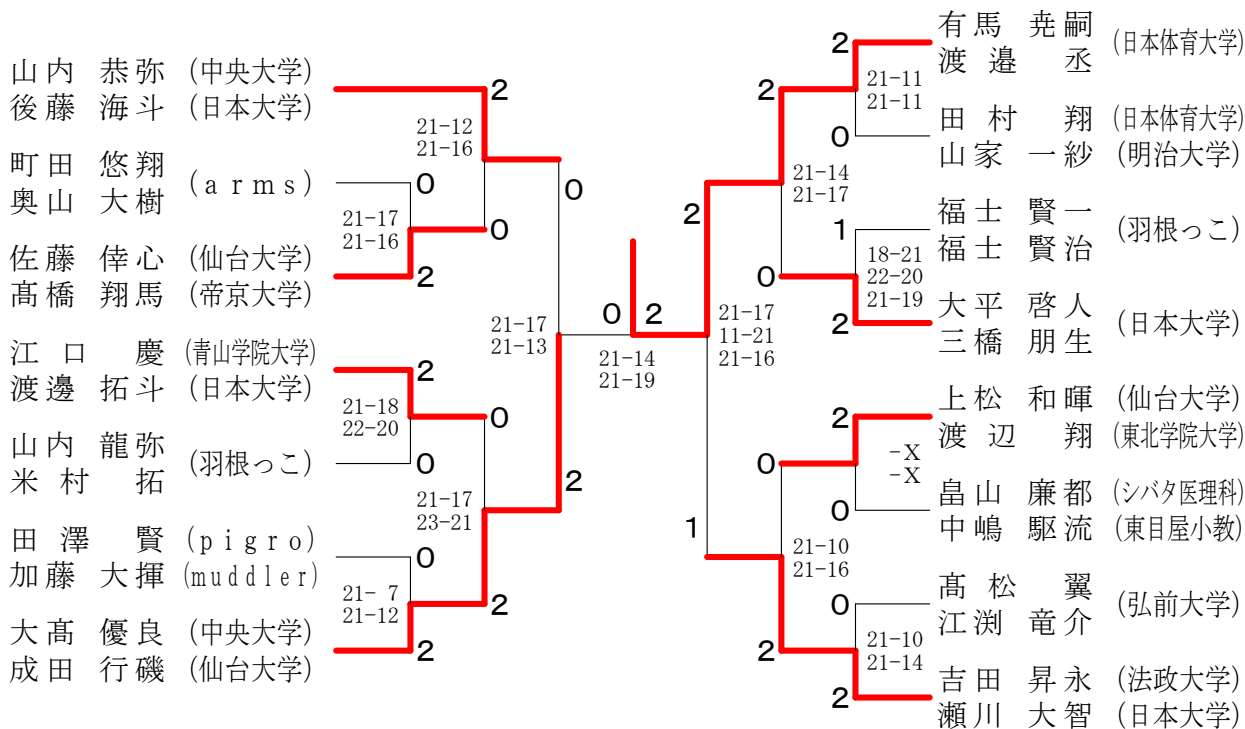 山内 恭弥 (中央大学)
後藤 海斗 (日本大学)
町田 悠翔
奥山 大樹
(arms)
佐藤 倖心 (仙台大学)
髙橋 翔馬 (帝京大学)
江口 慶 (青山学院大学)
渡邊 拓斗 (日本大学)
山内 龍弥
米村 拓
(羽根っこ)
田澤 賢 (pigro)
加藤 大揮 (muddler)
大髙 優良 (中央大学)
成田 行磯 (仙台大学)
2
21-12
21-16
0
21-17
21-16
0
2
0
21-17
21-13
2
21-18
22-20
0
0
21-17
23-21
2
0
21- 7
21-12
2
2
0 2
21-14
21-19
2
21-17
11-21
21-16
1
2
21-14
21-17
0
0
21-10
21-16
2
2
21-11
21-11
0
1
18-21
22-20
21-19
2
2
-X
-X
0
0
21-10
21-14
2
有馬 尭嗣
渡邉 丞
(日本体育大学)
田村 翔 (日本体育大学)
山家 一紗 (明治大学)
福士 賢一
福士 賢治
(羽根っこ)
大平 啓人
三橋 朋生
(日本大学)
上松 和暉 (仙台大学)
渡辺 翔 (東北学院大学)
畠山 廉都 (シバタ医理科)
中嶋 駆流 (東目屋小教)
髙松 翼
江渕 竜介
(弘前大学)
吉田 昇永 (法政大学)
瀬川 大智 (日本大学)